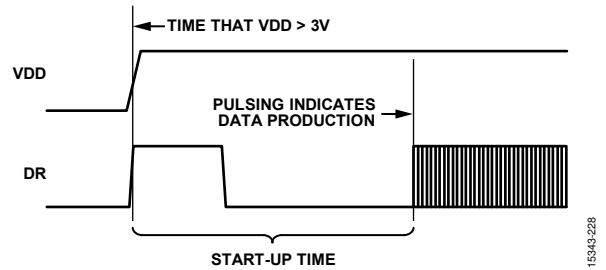 TIME THAT VDD > 3V
VDD
PULSING INDICATES
DATA PRODUCTION
DR
START-UP TIME
15343-228